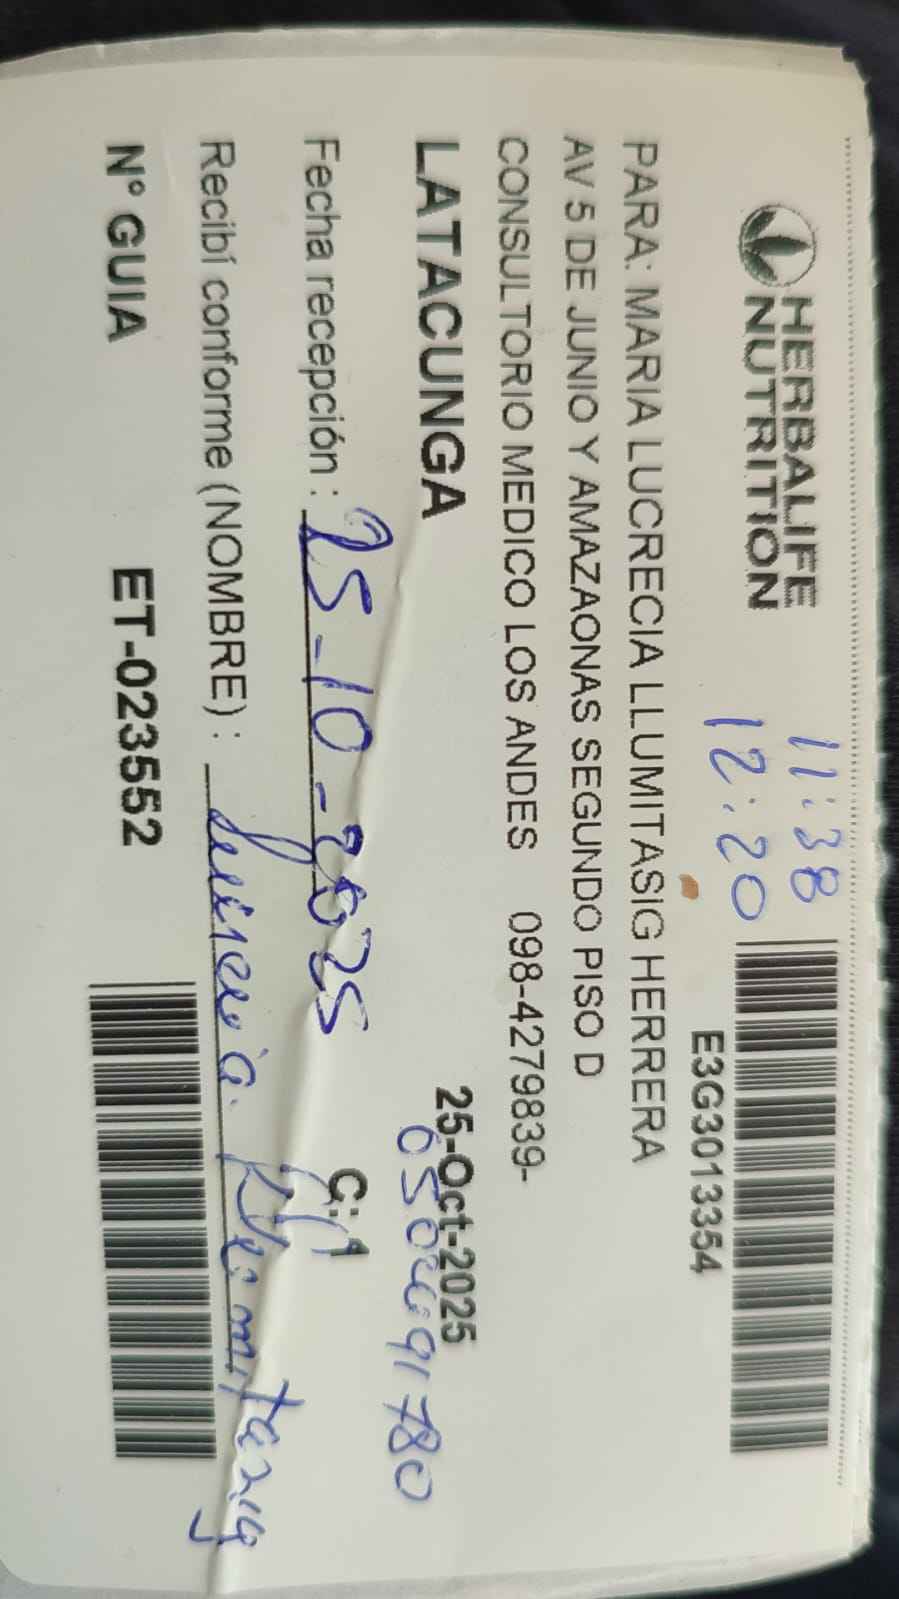 HERBALIFE
NUTRITION
11:38
12:20
E3G3013354
PARA: MARIA LUCRECIA LLUMITASIG HERRERA
AV 5 DE JUNIO Y AMAZAONAS SEGUNDO PISO D
CONSULTORIO MEDICO LOS ANDES 098-4279839-
LATACUNGA 25-Oct-2025
Fecha recepción : 25-10-2025 C: 1
Recibí conforme (NOMBRE) : Lucrecia Llumitasig
N° GUIA ET-023552